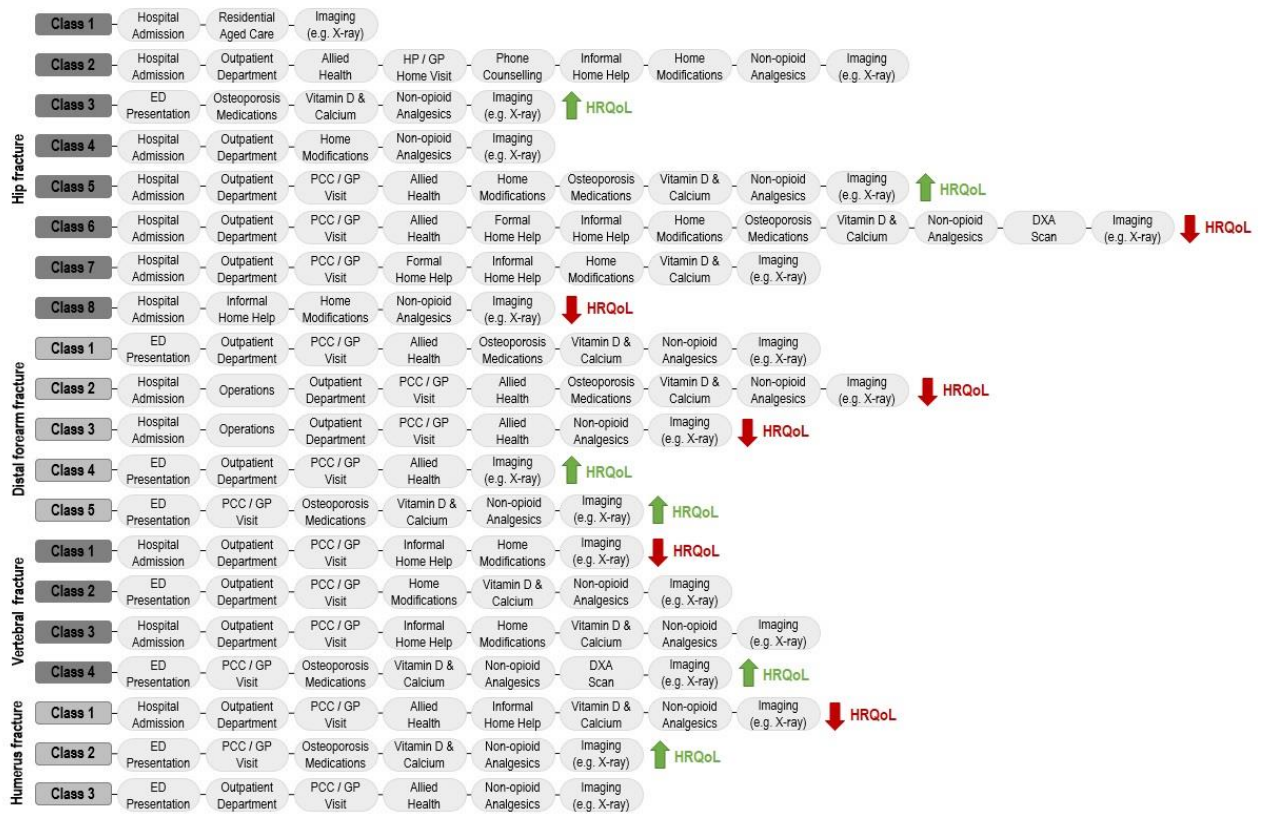 Hip fracture
Class 1
Hospital
Admission
Residential
Aged Care
Imaging
(e.g. X-ray)
Class 2
Hospital
Admission
Outpatient
Department
Allied
Health
HP / GP
Home Visit
Phone
Counselling
Informal
Home Help
Home
Modifications
Non-opioid
Analgesics
Imaging
(e.g. X-ray)
Class 3
ED
Presentation
Osteoporosis
Medications
Vitamin D &
Calcium
Non-opioid
Analgesics
Imaging
(e.g. X-ray)
HRQoL
Class 4
Hospital
Admission
Outpatient
Department
Home
Modifications
Non-opioid
Analgesics
Imaging
(e.g. X-ray)
Class 5
Hospital
Admission
Outpatient
Department
PCC / GP
Visit
Allied
Health
Home
Modifications
Osteoporosis
Medications
Vitamin D &
Calcium
Non-opioid
Analgesics
Imaging
(e.g. X-ray)
HRQoL
Class 6
Hospital
Admission
Outpatient
Department
PCC / GP
Visit
Allied
Health
Formal
Home Help
Informal
Home Help
Home
Modifications
Osteoporosis
Medications
Vitamin D &
Calcium
Non-opioid
Analgesics
DXA
Scan
Imaging
(e.g. X-ray)
HRQoL
Class 7
Hospital
Admission
Outpatient
Department
PCC / GP
Visit
Formal
Home Help
Informal
Home Help
Home
Modifications
Vitamin D &
Calcium
Imaging
(e.g. X-ray)
Class 8
Hospital
Admission
Informal
Home Help
Home
Modifications
Non-opioid
Analgesics
Imaging
(e.g. X-ray)
HRQoL
Distal forearm fracture
Class 1
ED
Presentation
Outpatient
Department
PCC / GP
Visit
Allied
Health
Osteoporosis
Medications
Vitamin D &
Calcium
Non-opioid
Analgesics
Imaging
(e.g. X-ray)
Class 2
Hospital
Admission
Operations
Outpatient
Department
PCC / GP
Visit
Allied
Health
Osteoporosis
Medications
Vitamin D &
Calcium
Non-opioid
Analgesics
Imaging
(e.g. X-ray)
HRQoL
Class 3
Hospital
Admission
Operations
Outpatient
Department
PCC / GP
Visit
Allied
Health
Non-opioid
Analgesics
Imaging
(e.g. X-ray)
HRQoL
Class 4
ED
Presentation
Outpatient
Department
PCC / GP
Visit
Allied
Health
Imaging
(e.g. X-ray)
HRQoL
Class 5
ED
Presentation
PCC / GP
Visit
Osteoporosis
Medications
Vitamin D &
Calcium
Non-opioid
Analgesics
Imaging
(e.g. X-ray)
HRQoL
Vertebral fracture
Class 1
Hospital
Admission
Outpatient
Department
PCC / GP
Visit
Informal
Home Help
Home
Modifications
Imaging
(e.g. X-ray)
HRQoL
Class 2
ED
Presentation
Outpatient
Department
PCC / GP
Visit
Home
Modifications
Vitamin D &
Calcium
Non-opioid
Analgesics
Imaging
(e.g. X-ray)
Class 3
Hospital
Admission
Outpatient
Department
PCC / GP
Visit
Informal
Home Help
Home
Modifications
Vitamin D &
Calcium
Non-opioid
Analgesics
Imaging
(e.g. X-ray)
Class 4
ED
Presentation
PCC / GP
Visit
Osteoporosis
Medications
Vitamin D &
Calcium
Non-opioid
Analgesics
DXA
Scan
Imaging
(e.g. X-ray)
HRQoL
Humerus fracture
Class 1
Hospital
Admission
Outpatient
Department
PCC / GP
Visit
Allied
Health
Informal
Home Help
Vitamin D &
Calcium
Non-opioid
Analgesics
Imaging
(e.g. X-ray)
HRQoL
Class 2
ED
Presentation
PCC / GP
Visit
Osteoporosis
Medications
Vitamin D &
Calcium
Non-opioid
Analgesics
Imaging
(e.g. X-ray)
HRQoL
Class 3
ED
Presentation
Outpatient
Department
PCC / GP
Visit
Allied
Health
Non-opioid
Analgesics
Imaging
(e.g. X-ray)